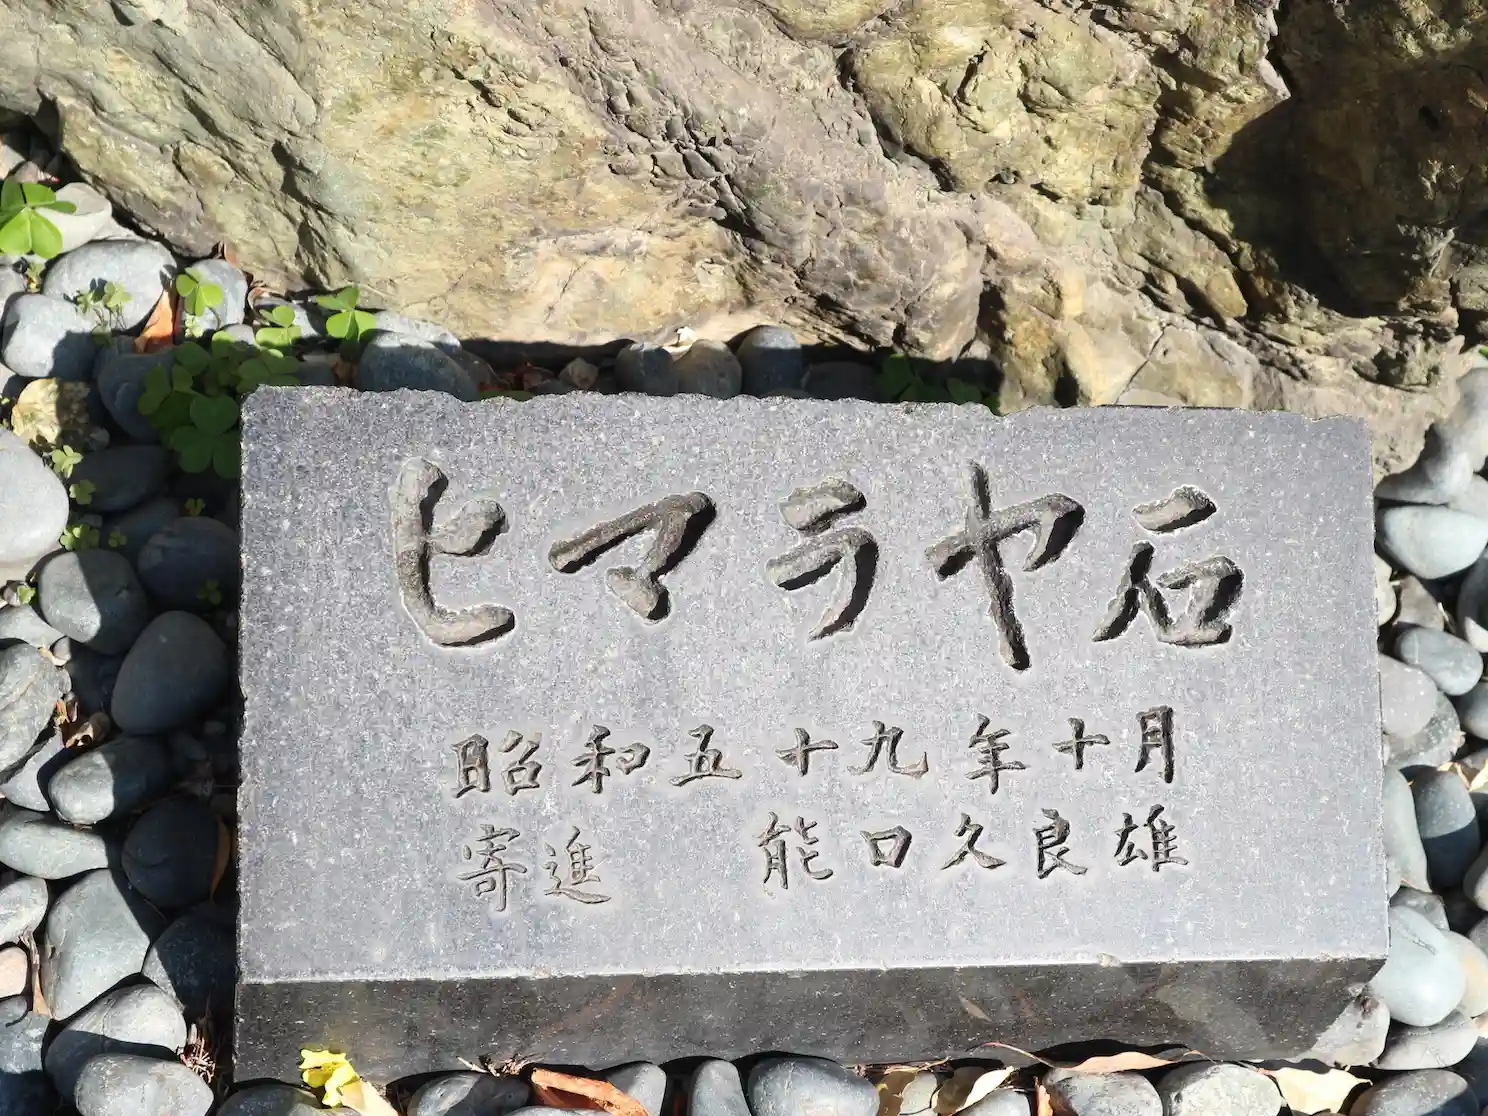 ヒマラヤ石
昭和五十九年十月
寄進 能口久良雄